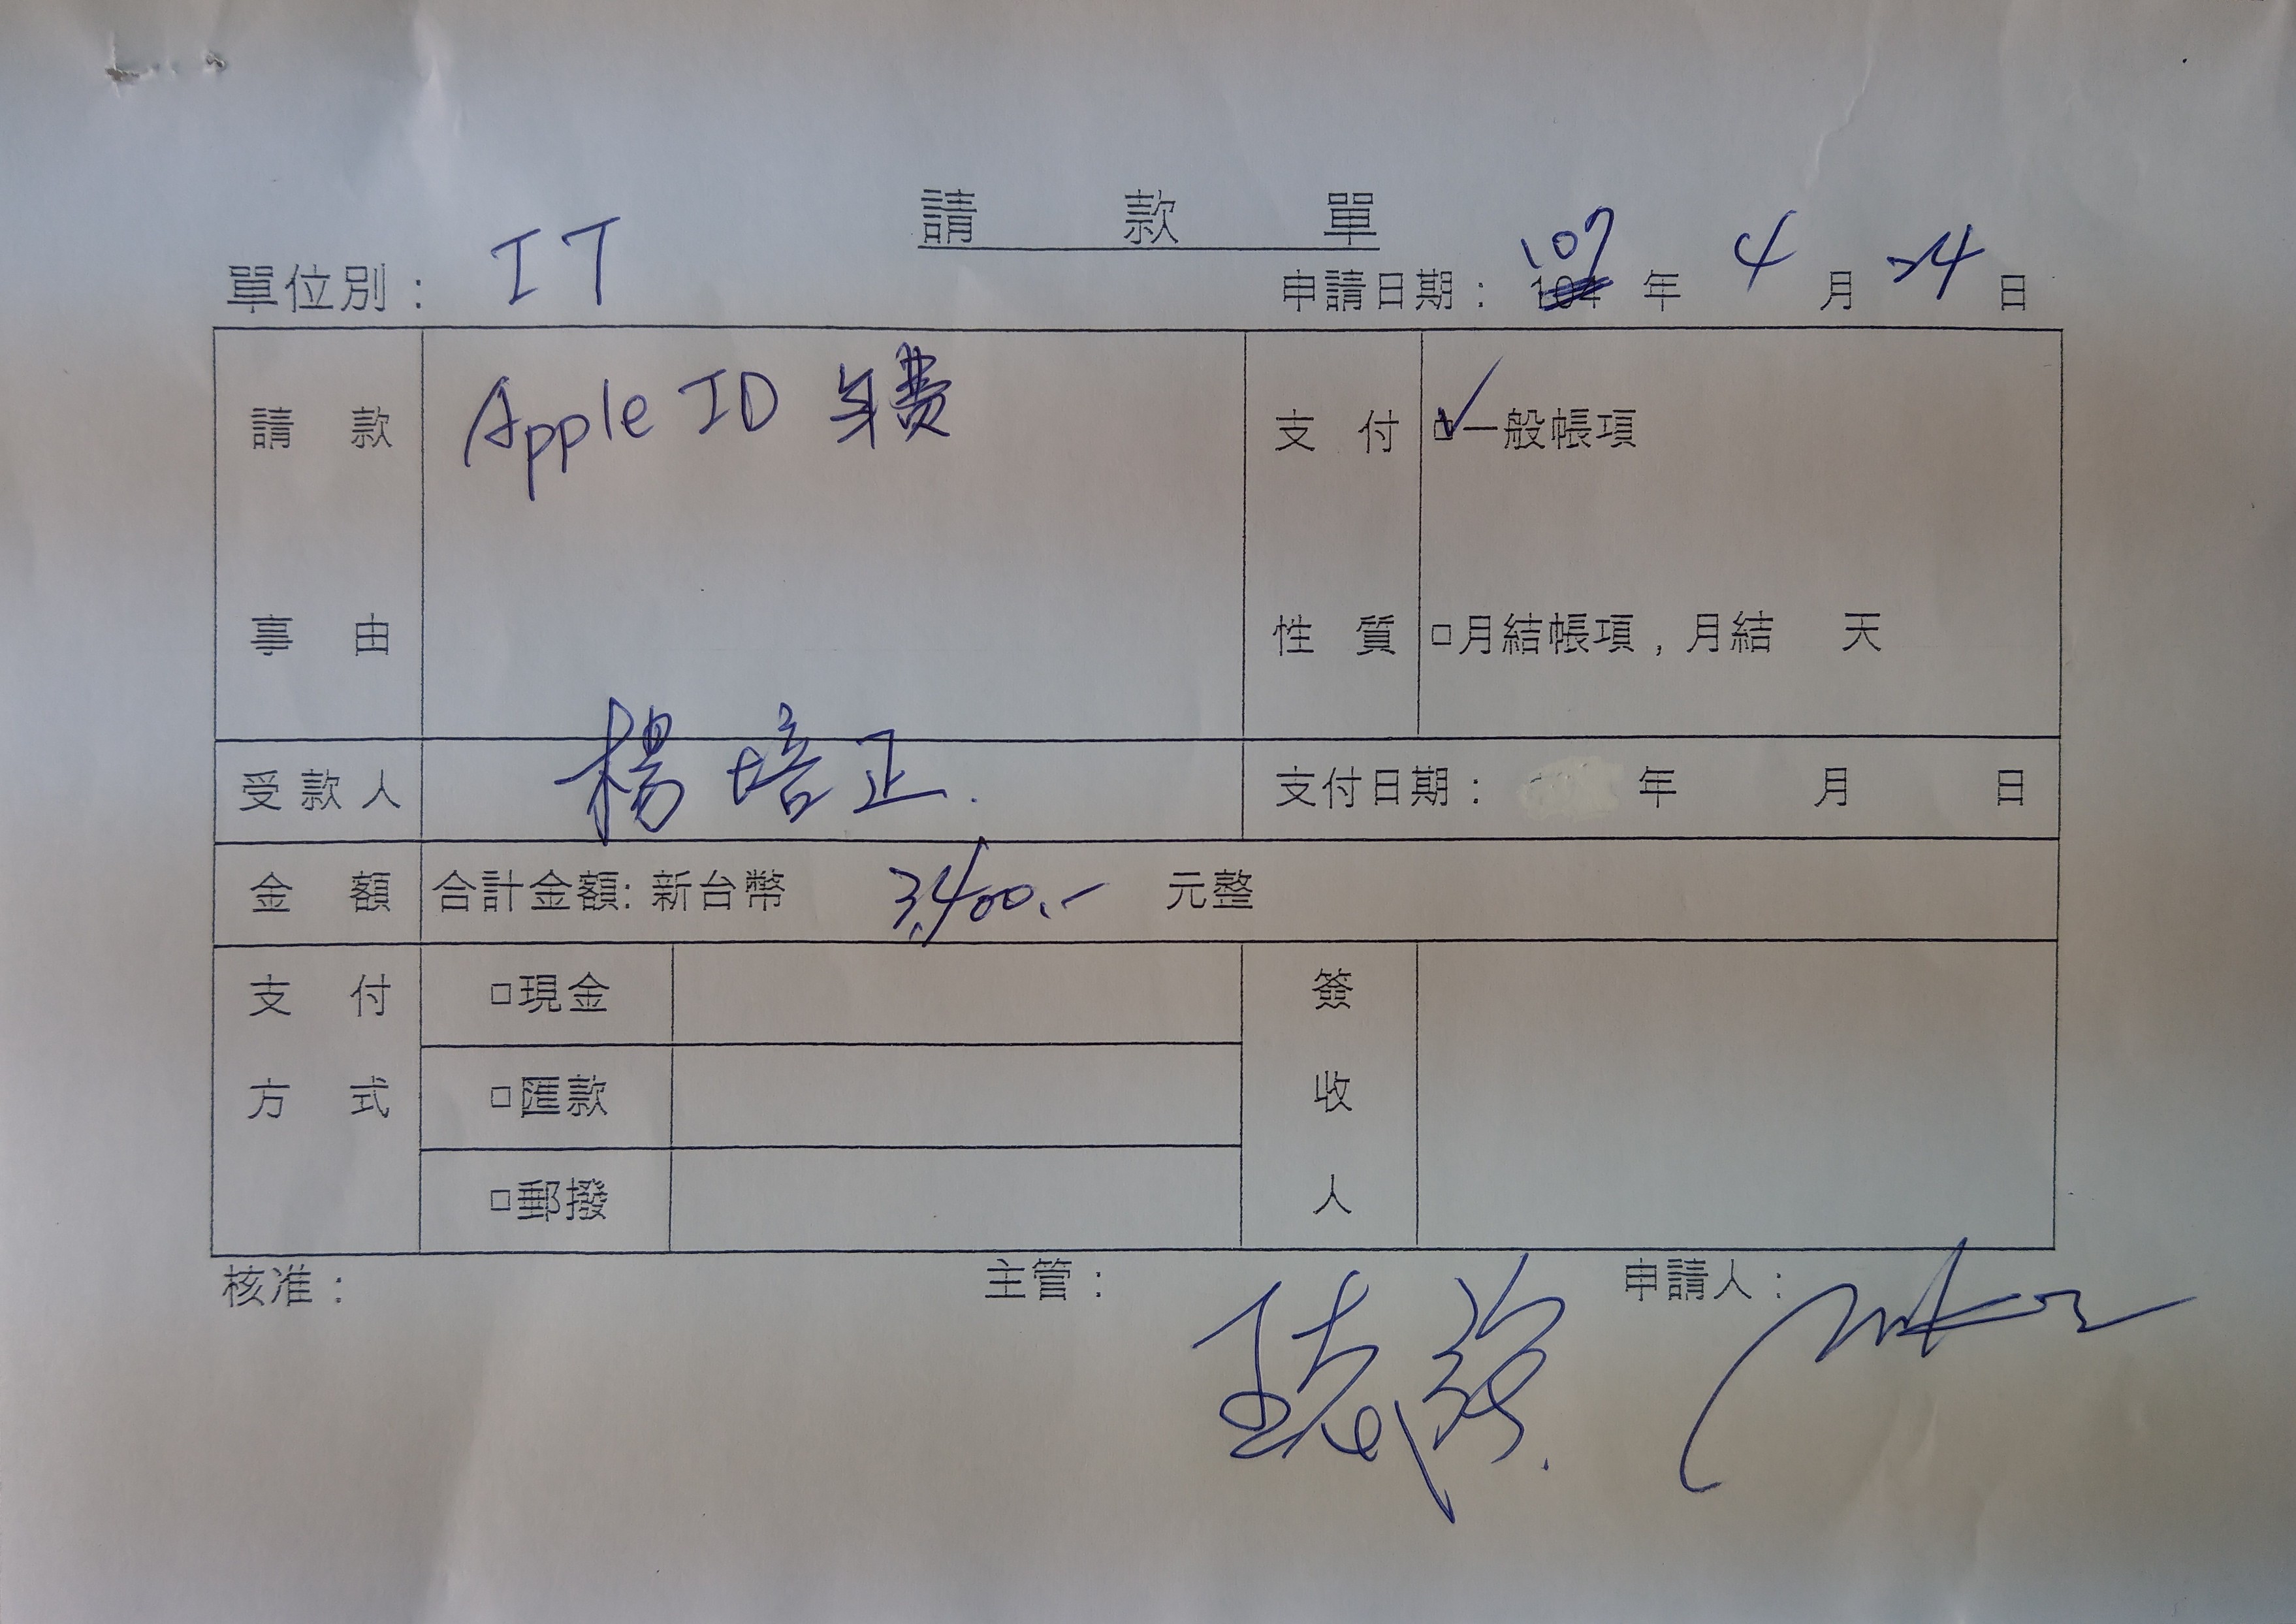 請款單
單位別： IT
申請日期： 107 年 4 月 24 日
請款事由
Apple ID 年費
支付性質
☑一般帳項
□月結帳項，月結 天
受款人
楊培正
支付日期： 年 月 日
金額
合計金額: 新台幣 3,400.- 元整
支付方式
□現金
□匯款
□郵撥
簽收人
核准：
主管：
申請人：